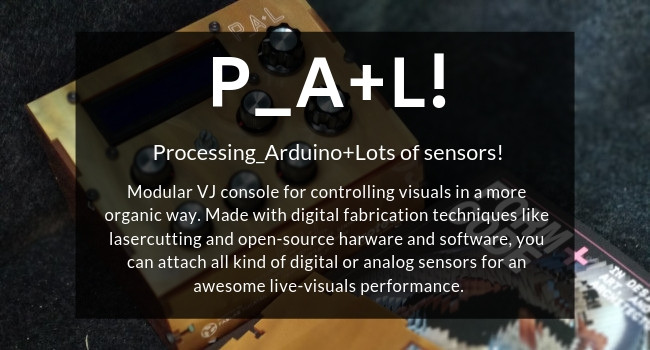 P_A+L
P_A+L!
Processing_Arduino+Lots of sensors!
Modular VJ console for controlling visuals in a more
organic way. Made with digital fabrication techniques like
lasercutting and open-source harware and software, you
can attach all kind of digital or analog sensors for an
awesome live-visuals performance.